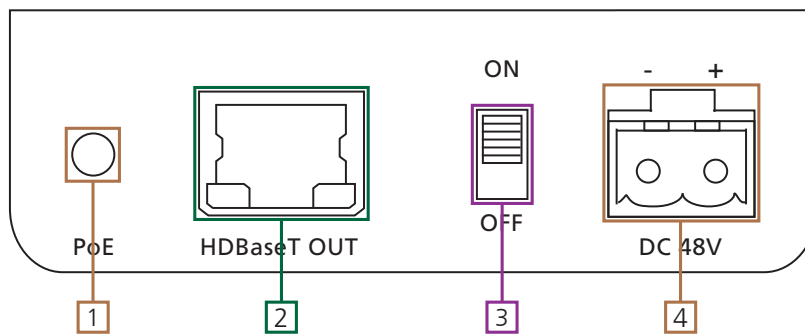 ON
- +
OFF
PoE
HDBaseT OUT
DC 48V
1
2
3
4